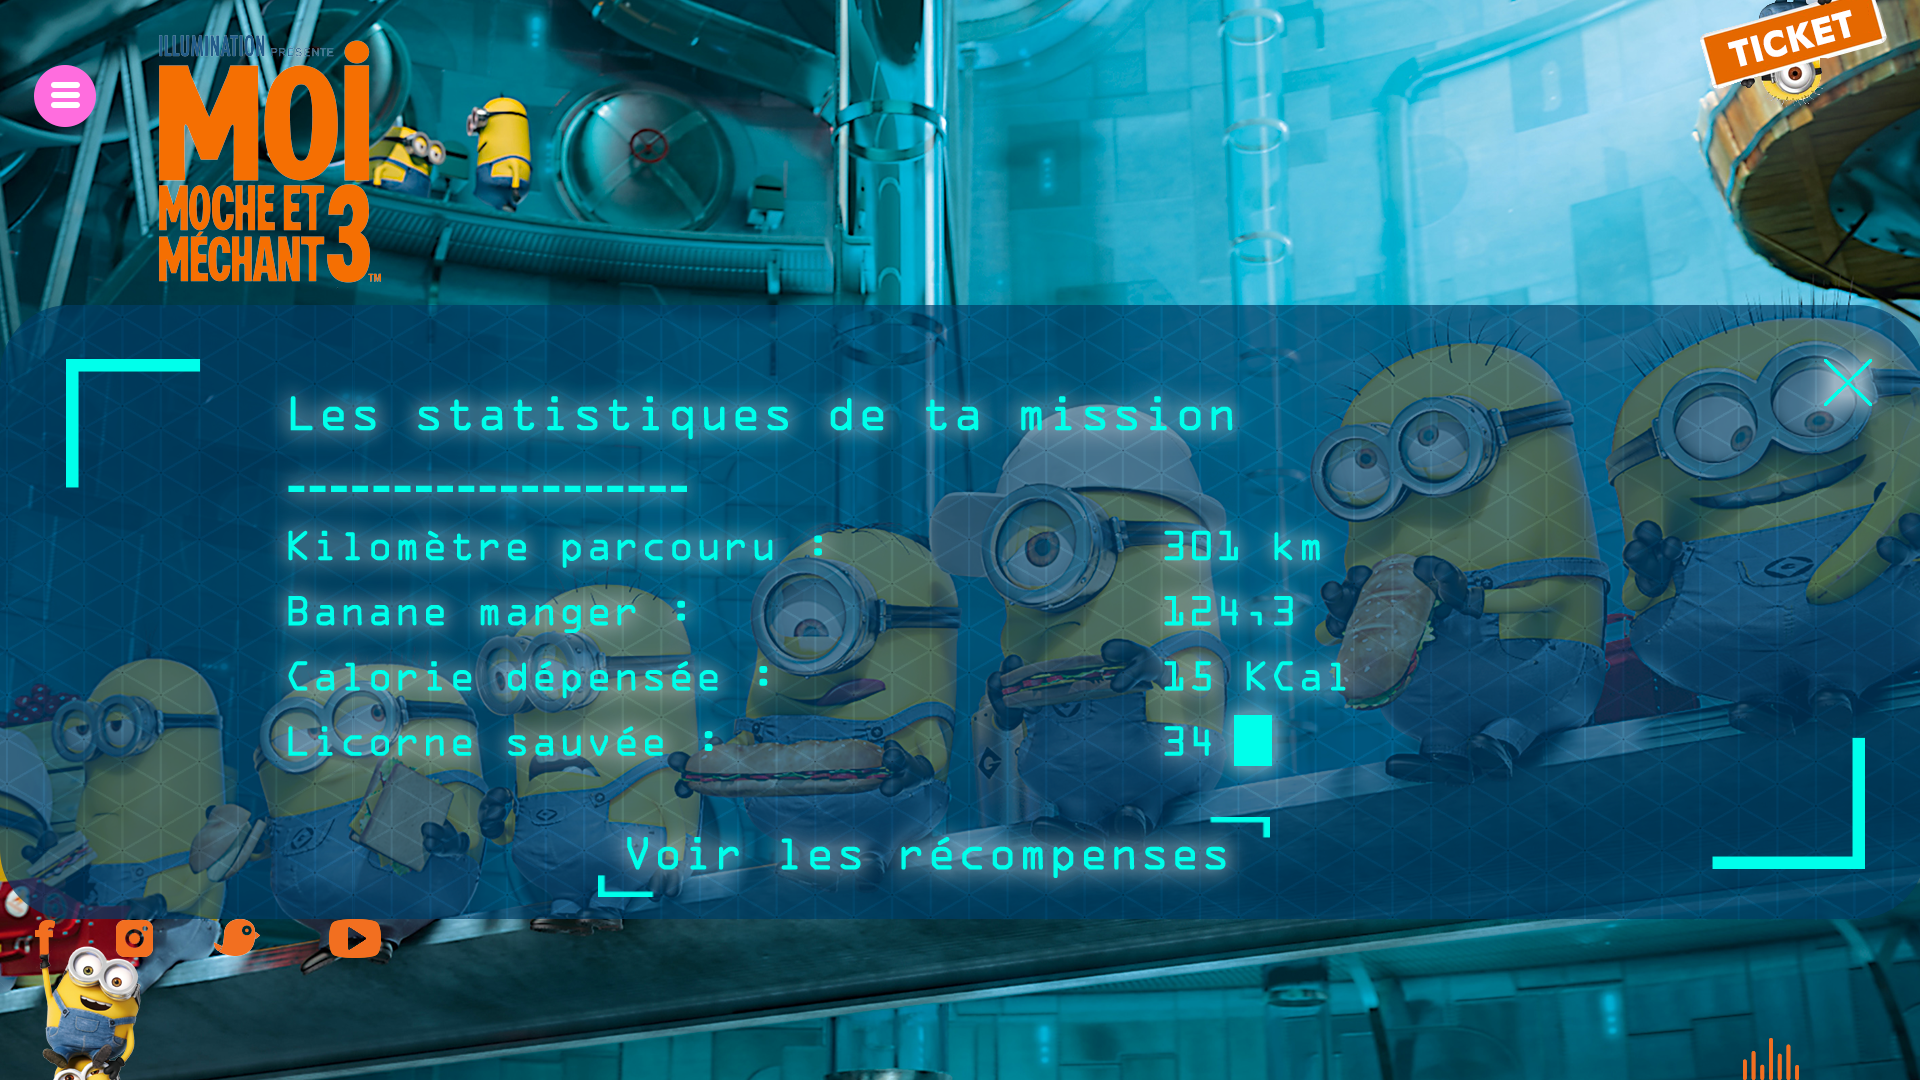 ILLUMINATION PRÉSENTE
MOI
MOCHE ET
MÉCHANT 3™
TICKET
Les statistiques de ta mission
-------------------
Kilomètre parcouru : 301 km
Banane manger : 124,3
Calorie dépensée : 15 KCal
Licorne sauvée : 34
Voir les récompenses